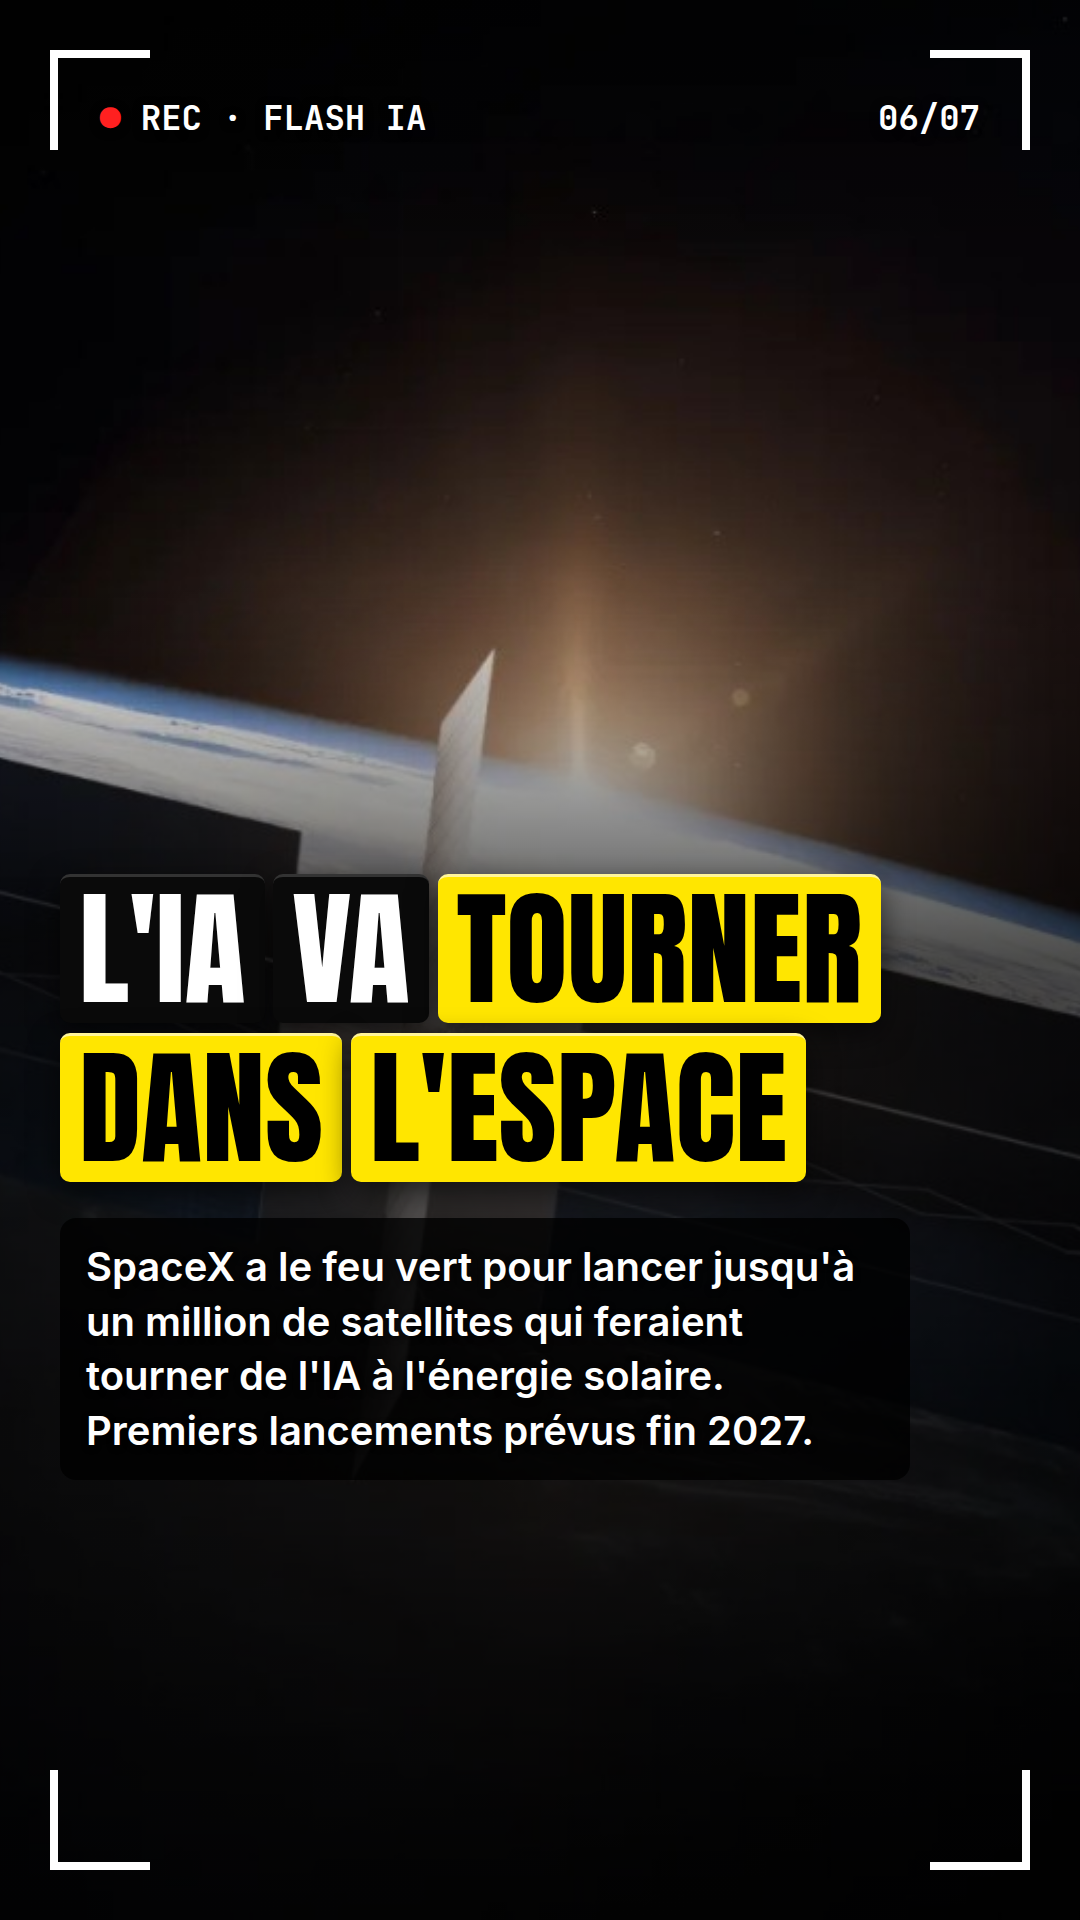 REC · FLASH IA
06/07
L'IA VA TOURNER
DANS L'ESPACE
SpaceX a le feu vert pour lancer jusqu'à
un million de satellites qui feraient
tourner de l'IA à l'énergie solaire.
Premiers lancements prévus fin 2027.